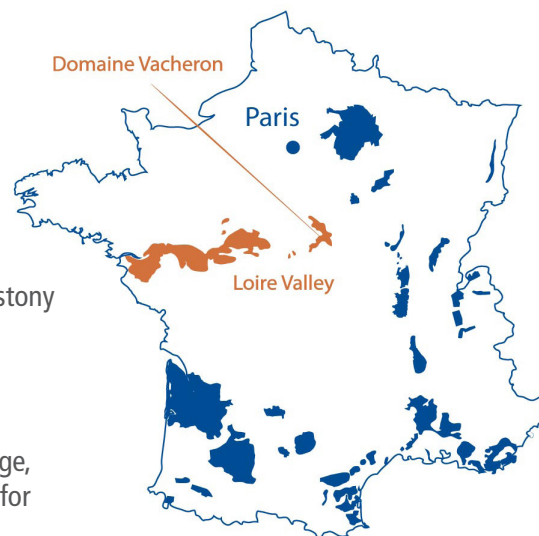 Domaine Vacheron
Paris
Loire Valley
stony
ge,
for